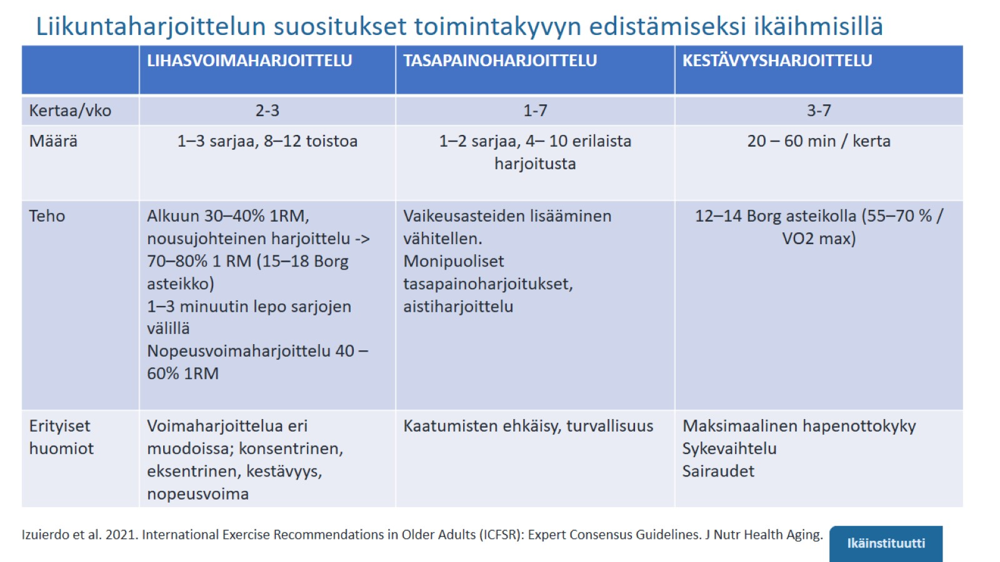 Liikuntaharjoittelun suositukset toimintakyvyn edistämiseksi ikäihmisillä
LIHASVOIMAHARJOITTELU
TASAPAINOHARJOITTELU
KESTÄVYYSHARJOITTELU
Kertaa/vko
2-3
1-7
3-7
Määrä
1–3 sarjaa, 8–12 toistoa
1–2 sarjaa, 4– 10 erilaista
harjoitusta
20 – 60 min / kerta
Teho
Alkuun 30–40% 1RM,
nousujohteinen harjoittelu ->
70–80% 1 RM (15–18 Borg
asteikko)
1–3 minuutin lepo sarjojen
välillä
Nopeusvoimaharjoittelu 40 –
60% 1RM
Vaikeusasteiden lisääminen
vähitellen.
Monipuoliset
tasapainoharjoitukset,
aistiharjoittelu
12–14 Borg asteikolla (55–70 % /
VO2 max)
Erityiset
huomiot
Voimaharjoittelua eri
muodoissa; konsentrinen,
eksentrinen, kestävyys,
nopeusvoima
Kaatumisten ehkäisy, turvallisuus
Maksimaalinen hapenottokyky
Sykevaihtelu
Sairaudet
Izuierdo et al. 2021. International Exercise Recommendations in Older Adults (ICFSR): Expert Consensus Guidelines. J Nutr Health Aging.
Ikäinstituutti